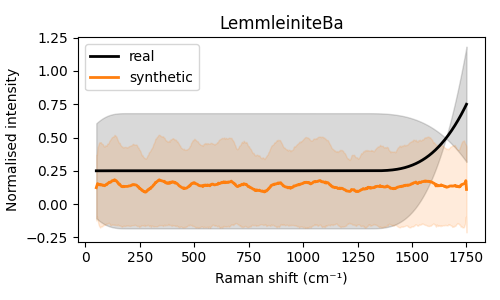 LemmleiniteBa
1.25
1.00
0.75
0.50
0.25
0.00
−0.25
Normalised intensity
real
synthetic
0 250 500 750 1000 1250 1500 1750
Raman shift (cm⁻¹)